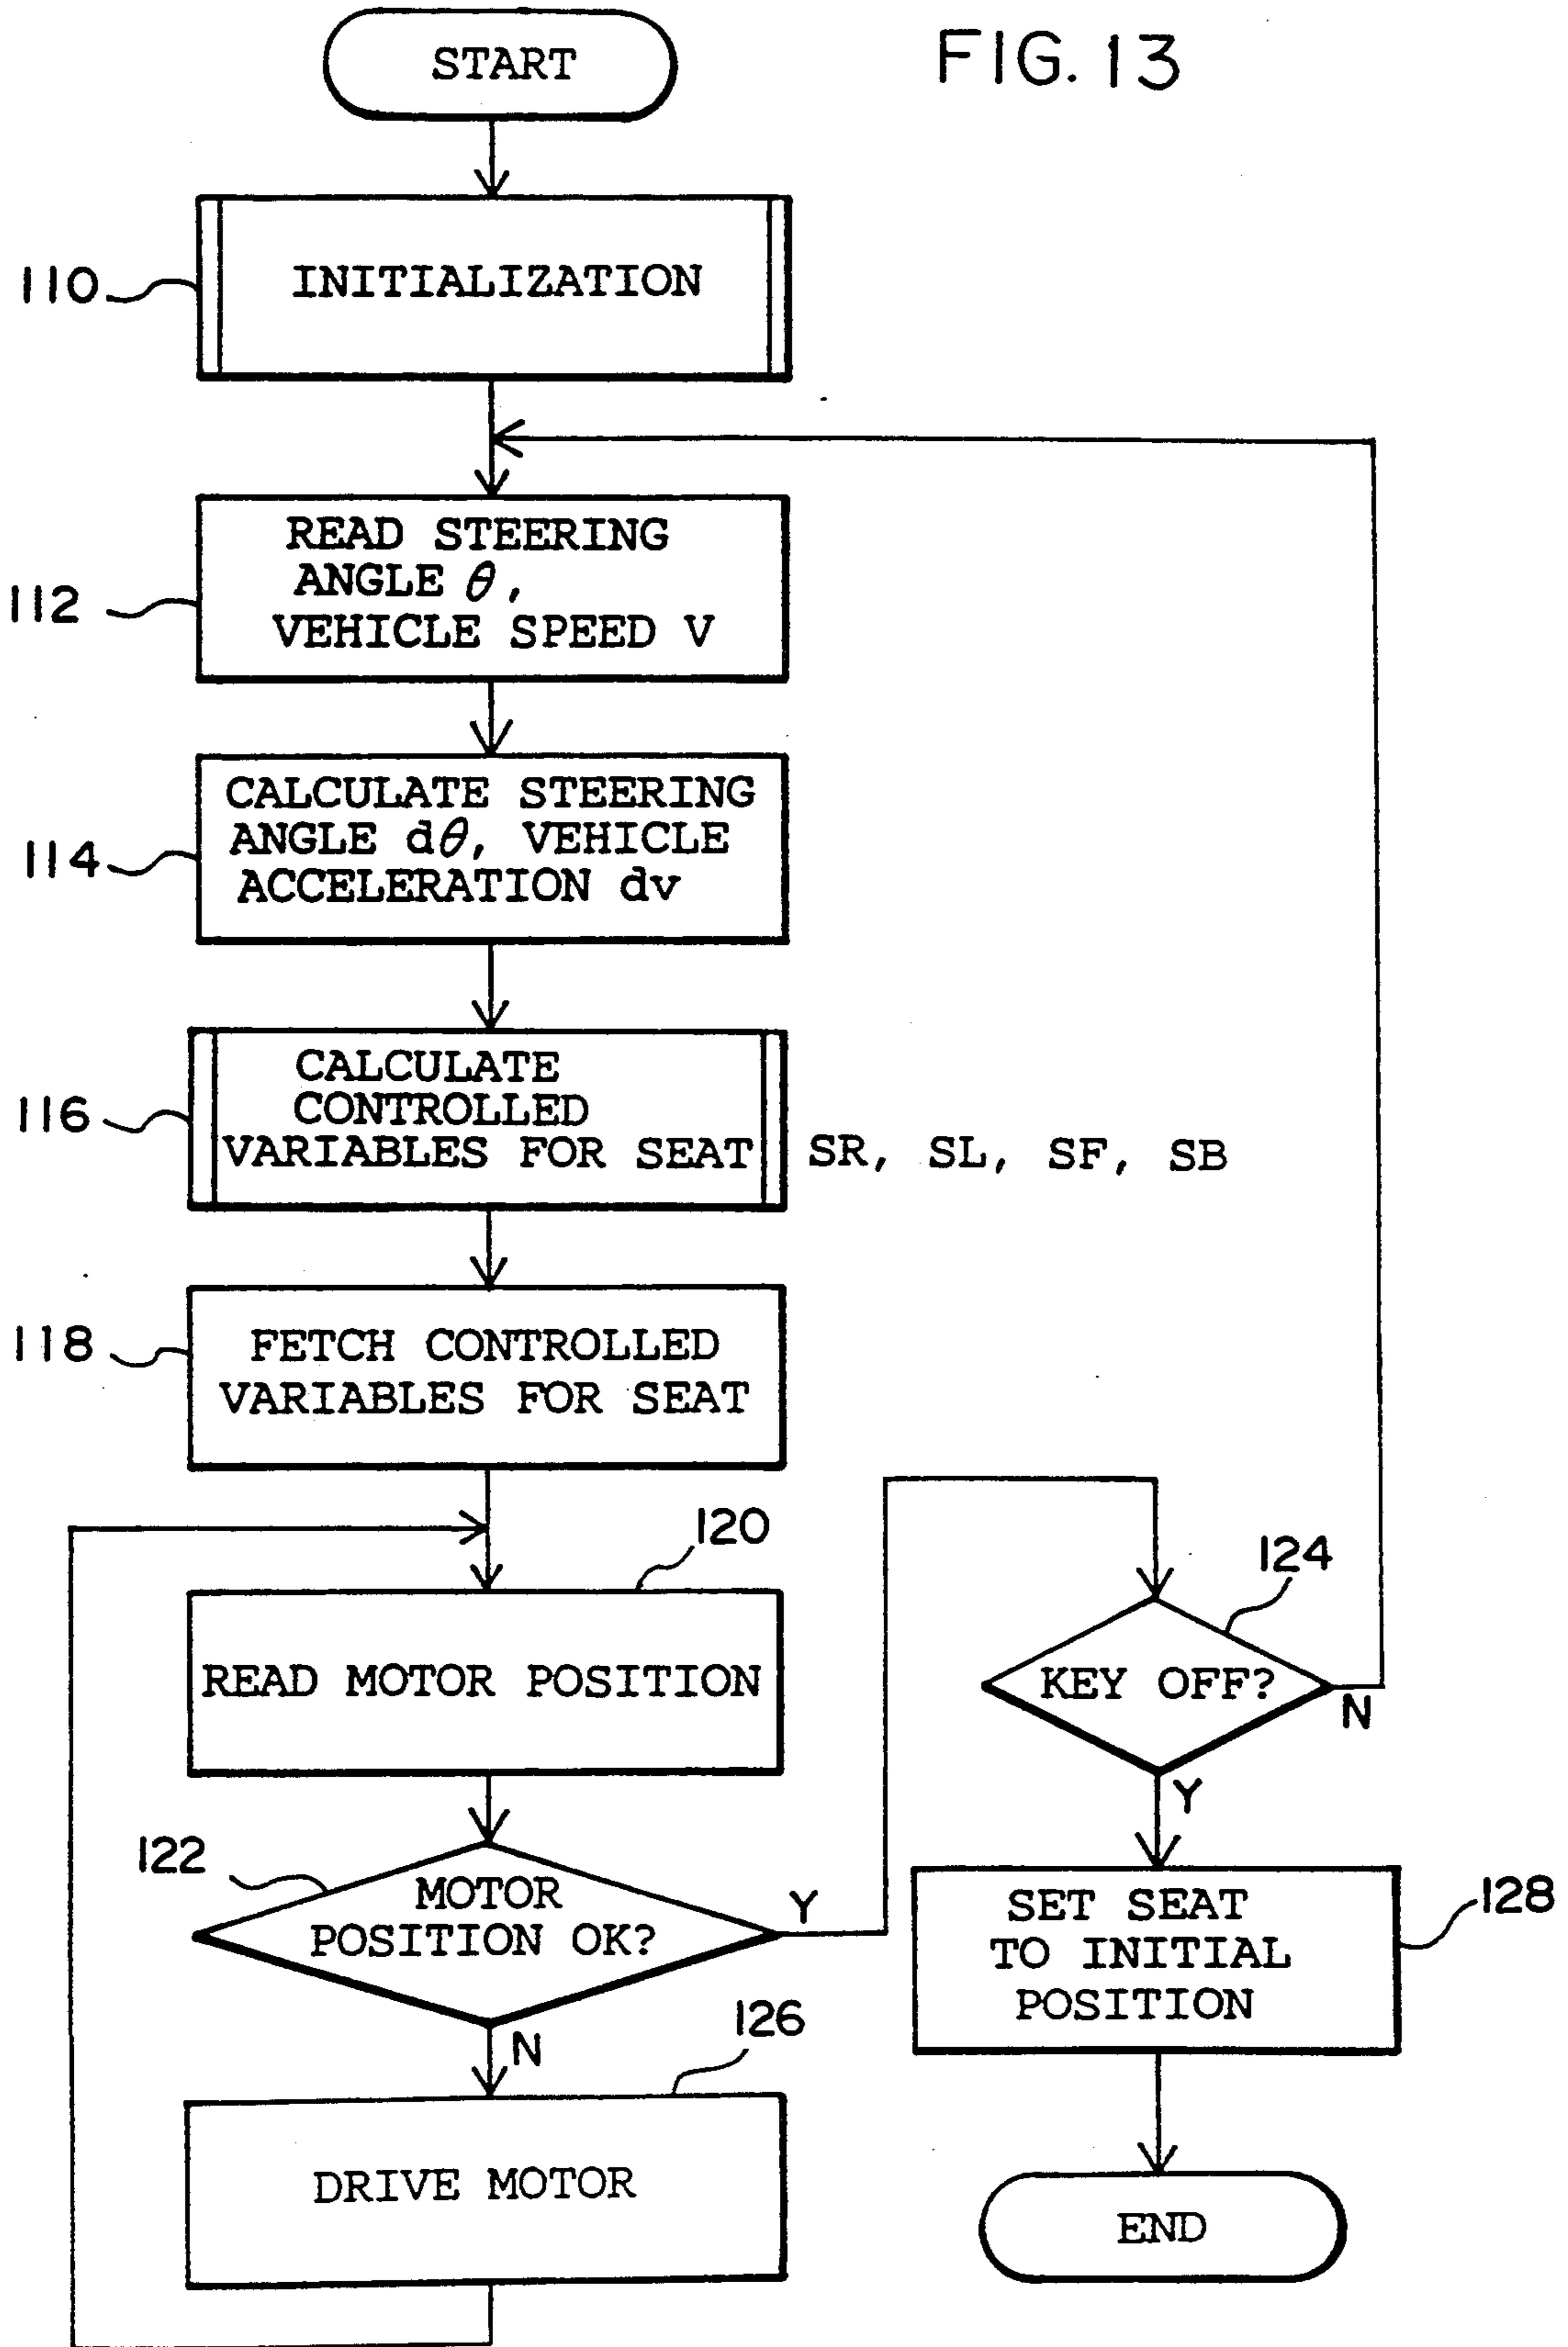 FIG. 13
START
110
INITIALIZATION
112
READ STEERING
ANGLE θ,
VEHICLE SPEED V
114
CALCULATE STEERING
ANGLE dθ, VEHICLE
ACCELERATION dv
116
CALCULATE
CONTROLLED
VARIABLES FOR SEAT
SR, SL, SF, SB
118
FETCH CONTROLLED
VARIABLES FOR SEAT
120
READ MOTOR POSITION
122
MOTOR
POSITION OK?
Y
N
126
DRIVE MOTOR
124
KEY OFF?
N
Y
128
SET SEAT
TO INITIAL
POSITION
END